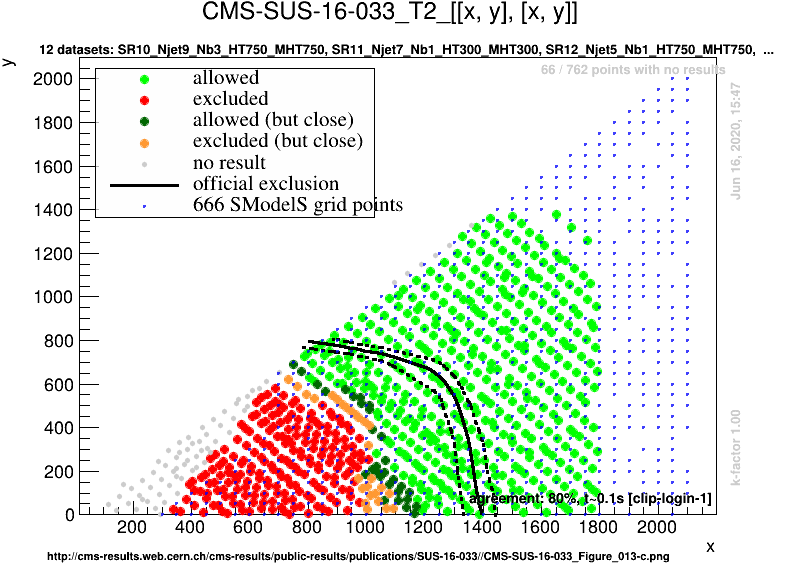 CMS-SUS-16-033_T2_[[x, y], [x, y]]
12 datasets: SR10_Njet9_Nb3_HT750_MHT750, SR11_Njet7_Nb1_HT300_MHT300, SR12_Njet5_Nb1_HT750_MHT750, ...
y
66 / 762 points with no results
allowed
excluded
allowed (but close)
excluded (but close)
no result
official exclusion
666 SModelS grid points
Jun 16, 2020, 15:47
2000
1800
1600
1400
1200
1000
800
600
400
200
0
k-factor 1.00
agreement: 80%, t~0.1s [clip-login-1]
200 400 600 800 1000 1200 1400 1600 1800 2000
x
http://cms-results.web.cern.ch/cms-results/public-results/publications/SUS-16-033//CMS-SUS-16-033_Figure_013-c.png